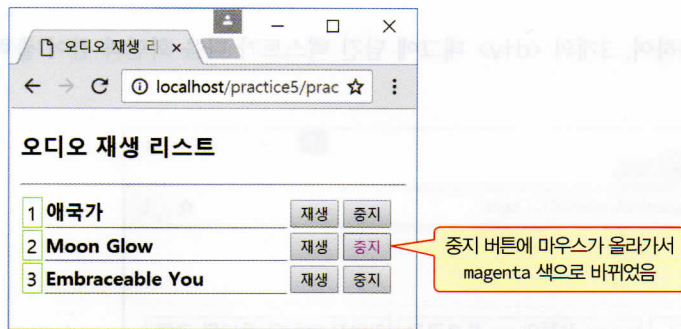 오디오 재생 리 ×
localhost/practice5/prac
오디오 재생 리스트
1 애국가 재생 중지
2 Moon Glow 재생 중지
3 Embraceable You 재생 중지
중지 버튼에 마우스가 올라가서
magenta 색으로 바뀌었음